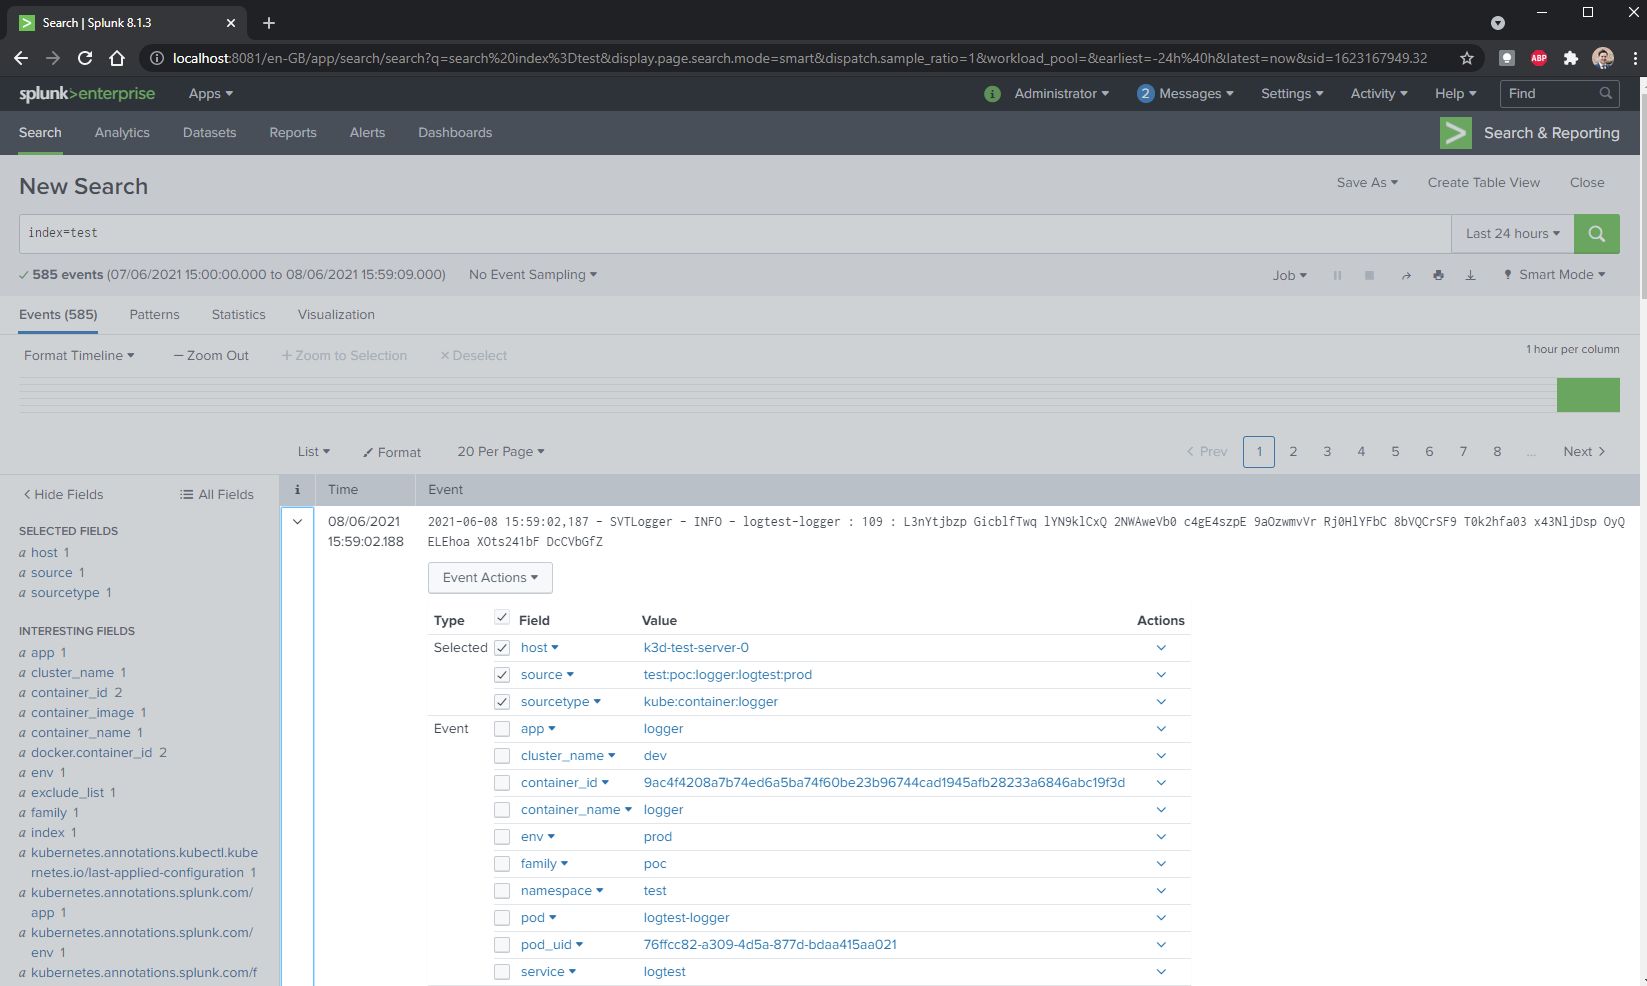 Search | Splunk 8.1.3
localhost:8081/en-GB/app/search/search?q=search%20index%3Dtest&display.page.search.mode=smart&dispatch.sample_ratio=1&workload_pool=&earliest=-24h%40h&latest=now&sid=1623167949.32
ABP
splunk>enterprise Apps
i Administrator 2 Messages Settings Activity Help Find
Search Analytics Datasets Reports Alerts Dashboards
Search & Reporting
New Search
Save As Create Table View Close
index=test
Last 24 hours
585 events (07/06/2021 15:00:00.000 to 08/06/2021 15:59:09.000) No Event Sampling
Job Smart Mode
Events (585) Patterns Statistics Visualization
Format Timeline — Zoom Out + Zoom to Selection × Deselect
1 hour per column
List Format 20 Per Page
< Prev 1 2 3 4 5 6 7 8 ... Next >
< Hide Fields All Fields
i Time Event
SELECTED FIELDS
a host 1
a source 1
a sourcetype 1
INTERESTING FIELDS
a app 1
a cluster_name 1
a container_id 2
a container_image 1
a container_name 1
a docker.container_id 2
a env 1
a exclude_list 1
a family 1
a index 1
a kubernetes.annotations.kubectl.kube
rnetes.io/last-applied-configuration 1
a kubernetes.annotations.splunk.com/
app 1
a kubernetes.annotations.splunk.com/
env 1
a kubernetes.annotations.splunk.com/f
08/06/2021
15:59:02.188
2021-06-08 15:59:02,187 - SVTLogger - INFO - logtest-logger : 109 : L3nYtjbzp GicblfTwq lYN9klCxQ 2NWAweVb0 c4gE4szpE 9aOzwmvVr Rj0HlYFbC 8bVQCrSF9 T0k2hfa03 x43NljDsp OyQ
ELEhoa XOts241bF DcCVbGfZ
Event Actions
Type Field Value Actions
Selected host k3d-test-server-0
source test:poc:logger:logtest:prod
sourcetype kube:container:logger
Event app logger
cluster_name dev
container_id 9ac4f4208a7b74ed6a5ba74f60be23b96744cad1945afb28233a6846abc19f3d
container_name logger
env prod
family poc
namespace test
pod logtest-logger
pod_uid 76ffcc82-a309-4d5a-877d-bdaa415aa021
service logtest